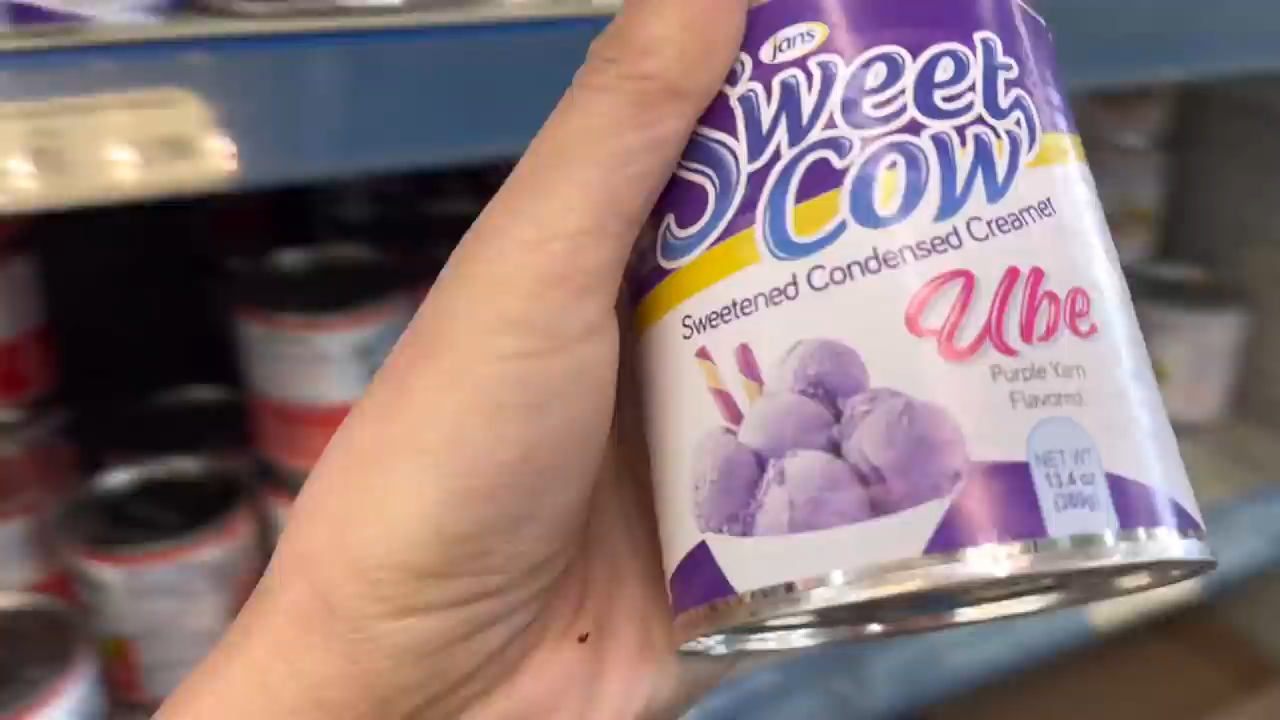 Jans
Sweet
Cow
Sweetened Condensed Creamer
Ube
Purple Yam
Flavored
NET WT
13.4 oz
(380g)